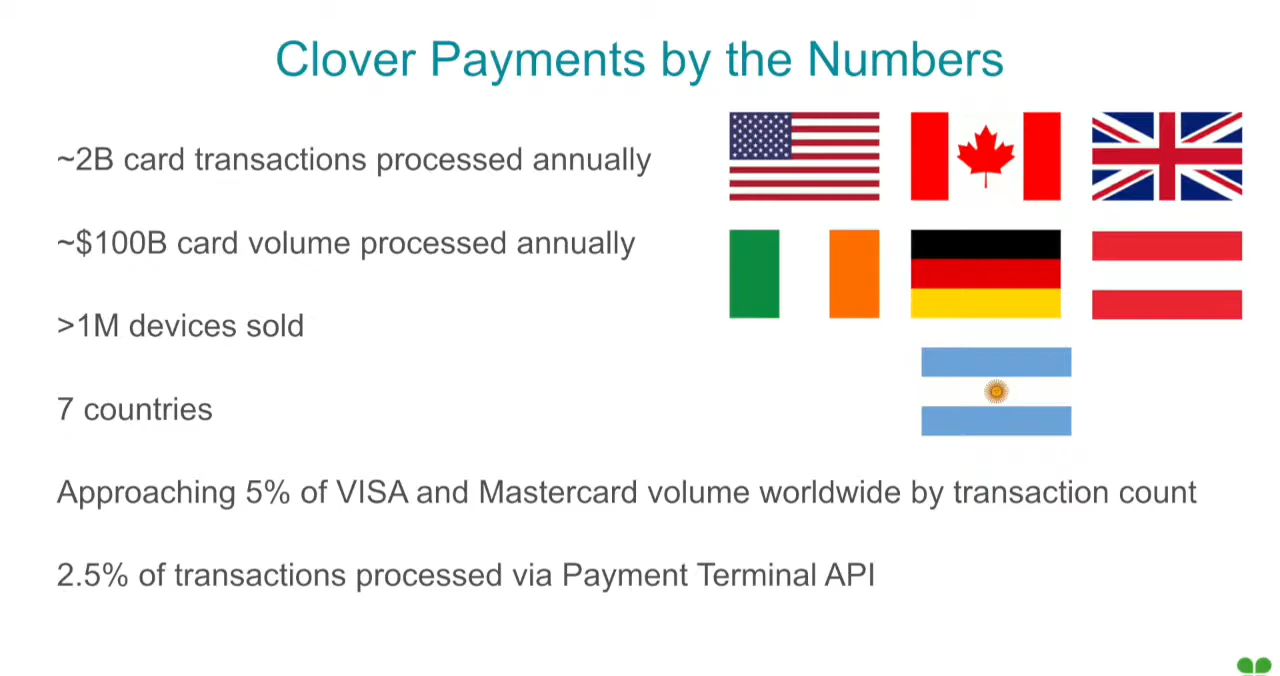 Clover Payments by the Numbers
~2B card transactions processed annually
~$100B card volume processed annually
>1M devices sold
7 countries
Approaching 5% of VISA and Mastercard volume worldwide by transaction count
2.5% of transactions processed via Payment Terminal API